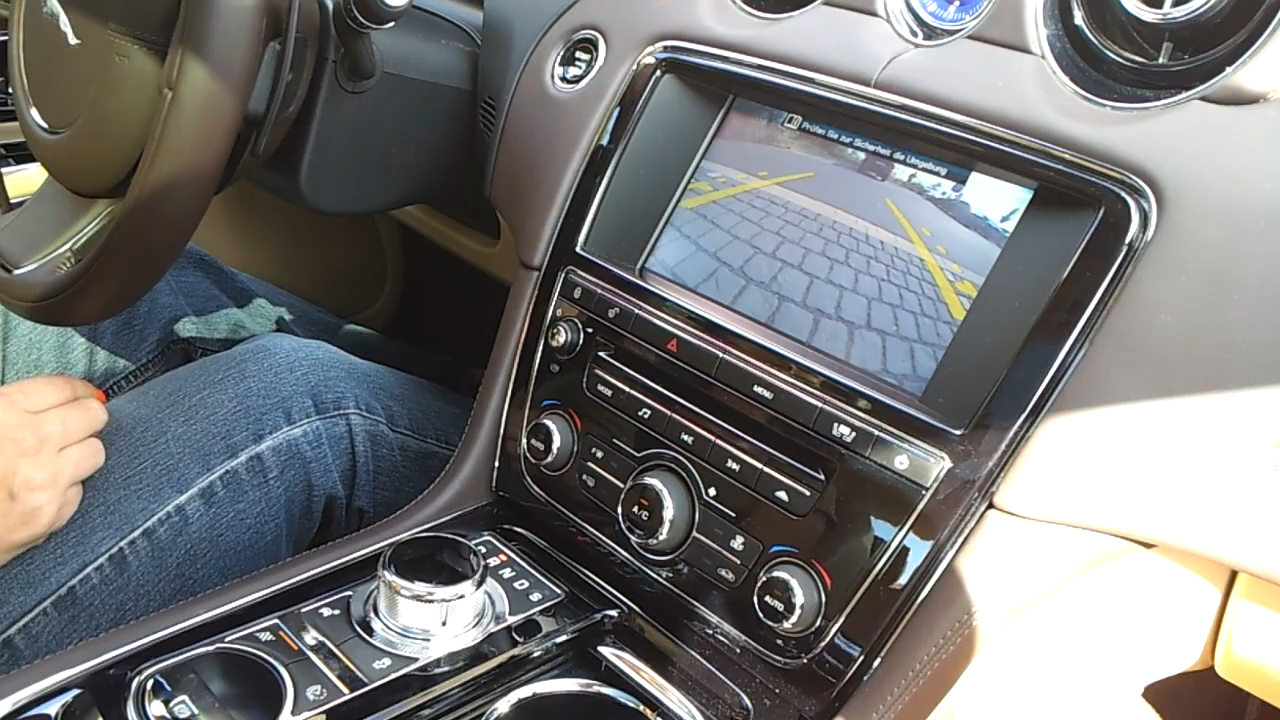 Prüfen Sie zur Sicherheit die Umgebung
MENU
MODE
AUTO
A/C
AUTO
R N D S